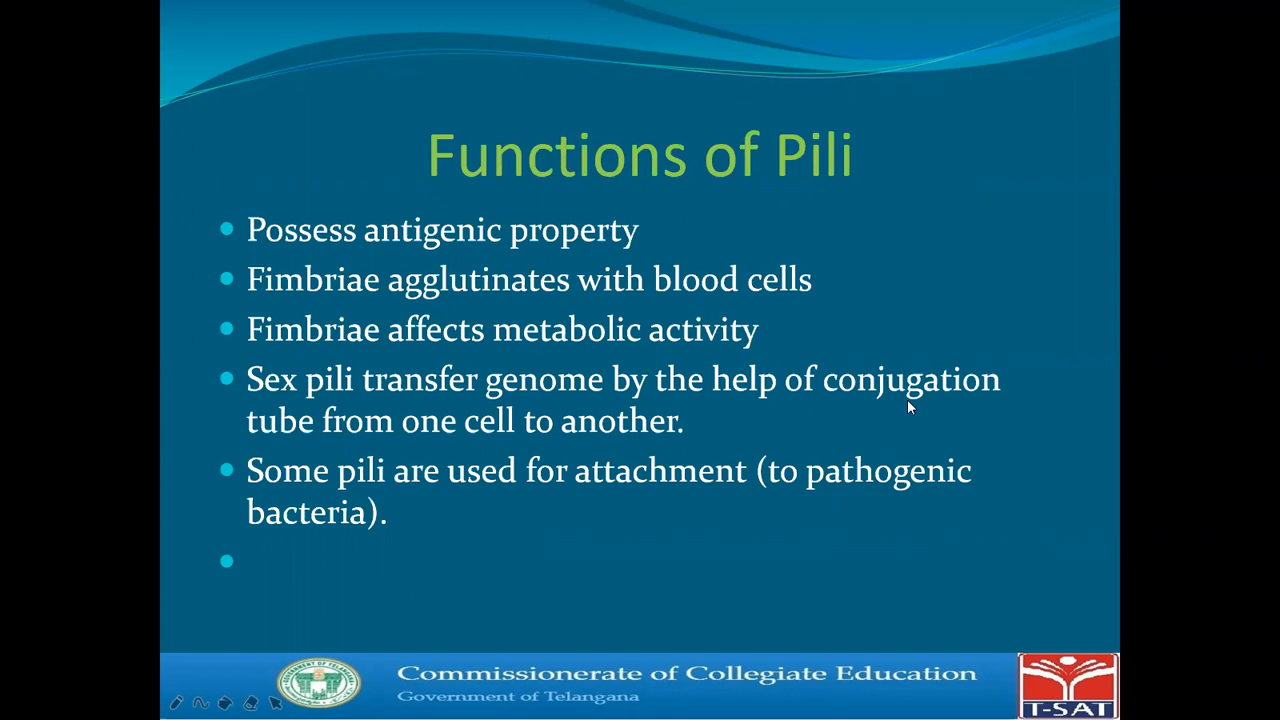 Functions of Pili
Possess antigenic property
Fimbriae agglutinates with blood cells
Fimbriae affects metabolic activity
Sex pili transfer genome by the help of conjugation
tube from one cell to another.
Some pili are used for attachment (to pathogenic
bacteria).
Commissionerate of Collegiate Education
Government of Telangana
T-SAT